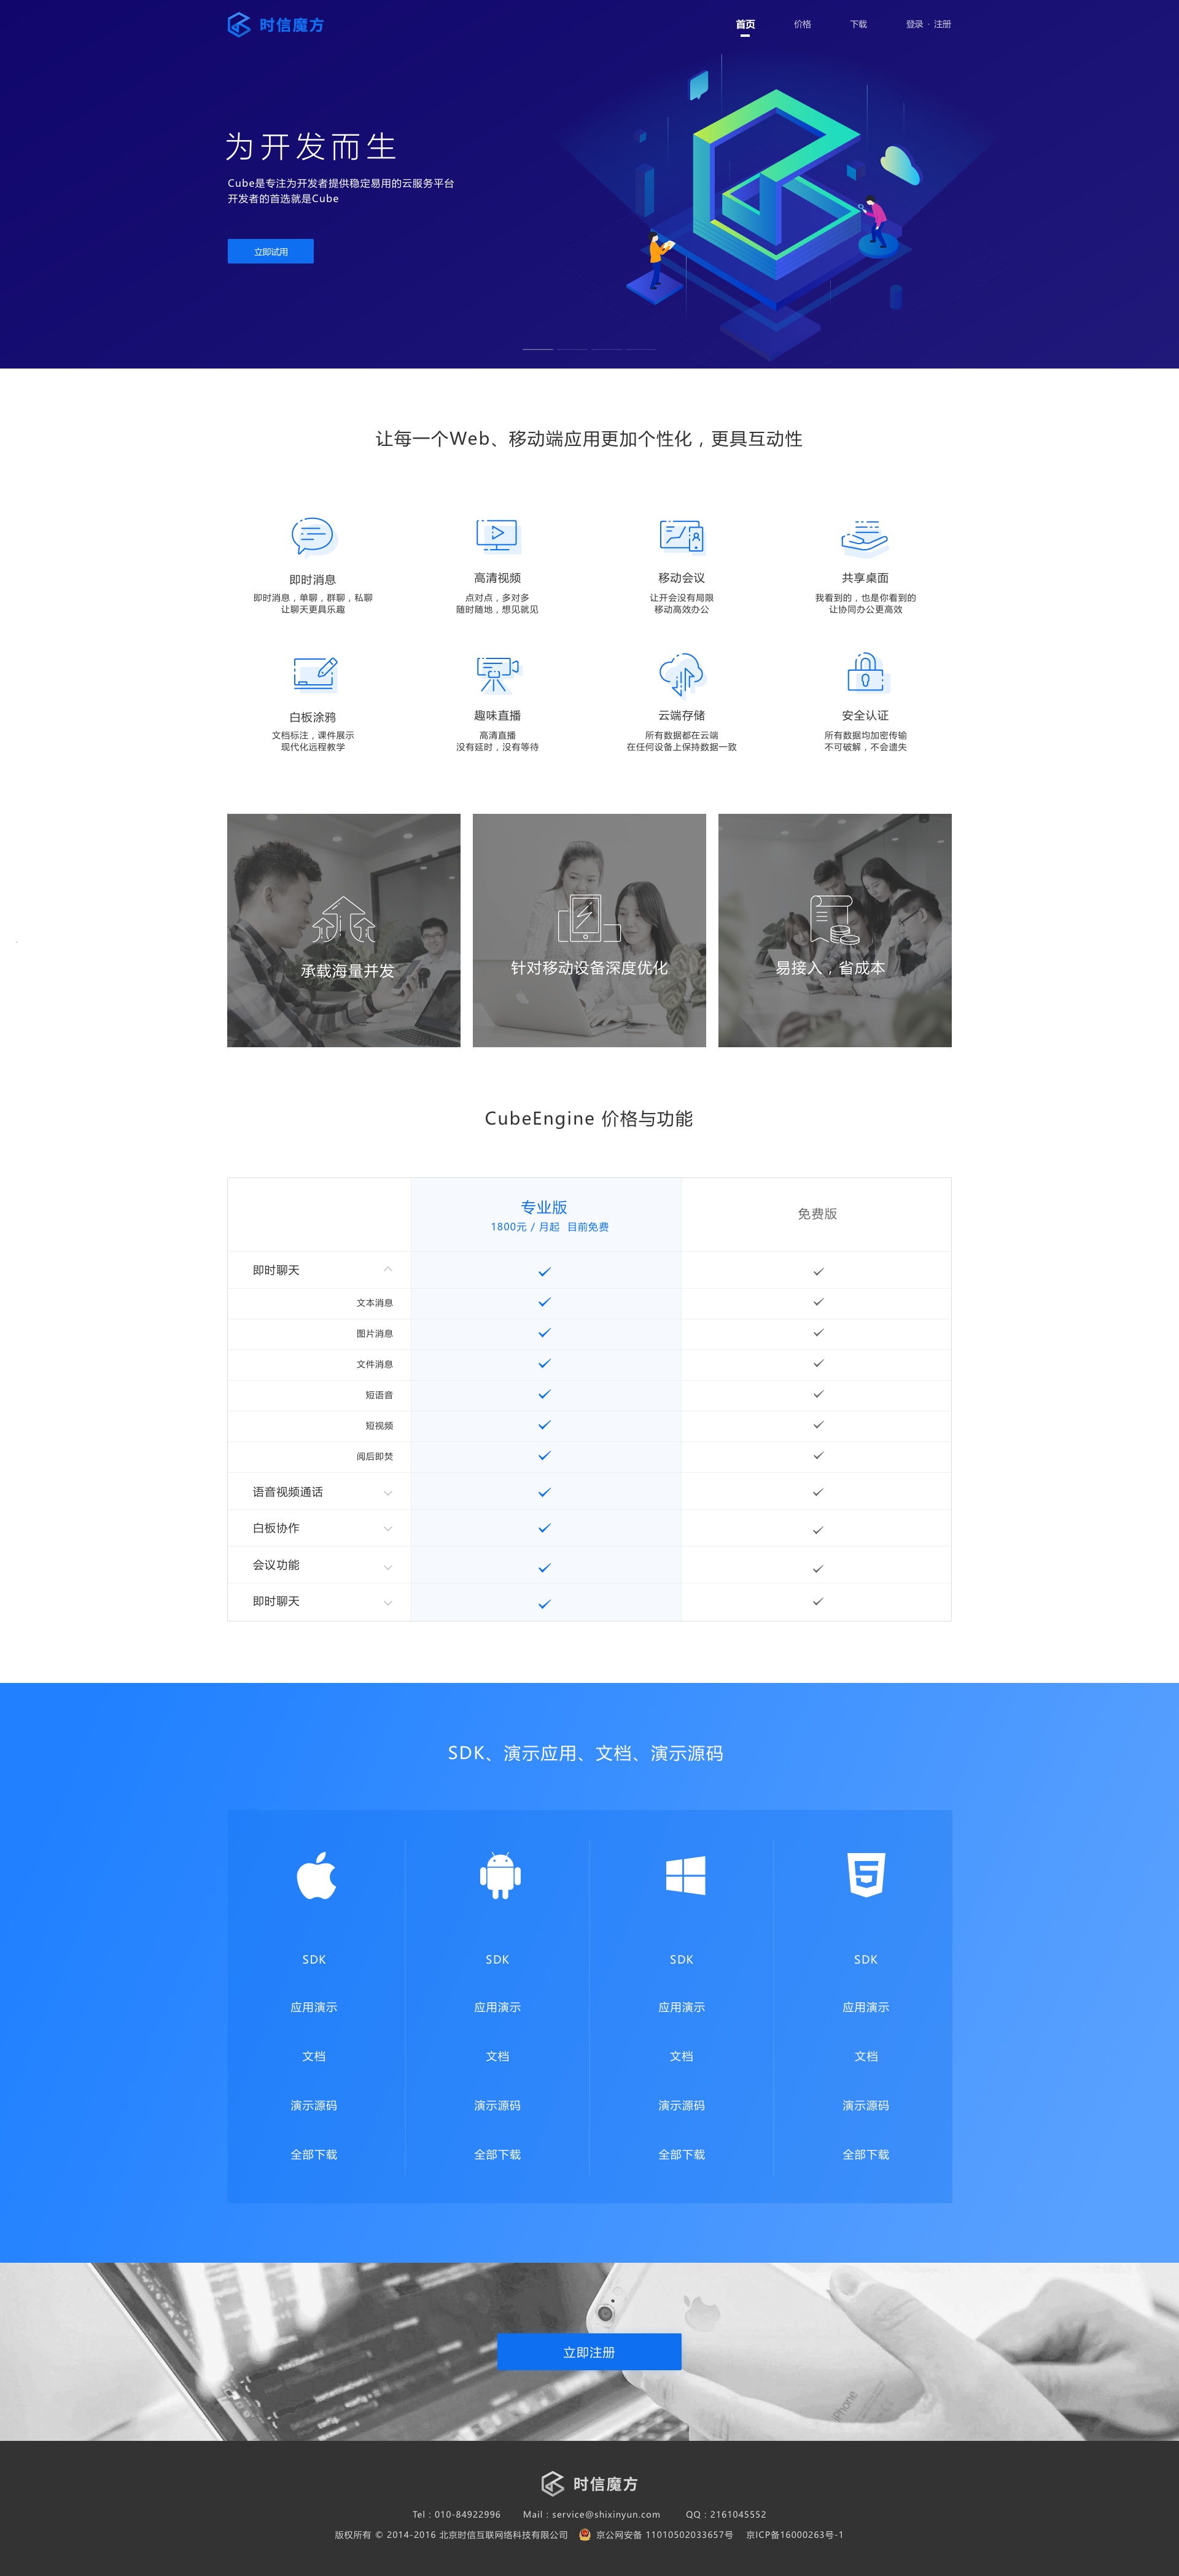 时信魔方
首页 价格 下载 登录 · 注册
为开发而生
Cube是专注为开发者提供稳定易用的云服务平台
开发者的首选就是Cube
立即试用
让每一个Web、移动端应用更加个性化，更具互动性
即时消息 高清视频 移动会议 共享桌面
即时消息，单聊，群聊，私聊 点对点，多对多 让开会没有局限 我看到的，也是你看到的
让聊天更具乐趣 随时随地，想见就见 移动高效办公 让协同办公更高效
白板涂鸦 趣味直播 云端存储 安全认证
文档标注，课件展示 高清直播 所有数据都在云端 所有数据均加密传输
现代化远程教学 没有延时，没有等待 在任何设备上保持数据一致 不可破解，不会遗失
承载海量并发 针对移动设备深度优化 易接入，省成本
CubeEngine 价格与功能
专业版 免费版
1800元 / 月起 目前免费
即时聊天
文本消息
图片消息
文件消息
短语音
短视频
阅后即焚
语音视频通话
白板协作
会议功能
即时聊天
SDK、演示应用、文档、演示源码
SDK SDK SDK SDK
应用演示 应用演示 应用演示 应用演示
文档 文档 文档 文档
演示源码 演示源码 演示源码 演示源码
全部下载 全部下载 全部下载 全部下载
立即注册
iPhone
时信魔方
Tel：010-84922996 Mail：service@shixinyun.com QQ：2161045552
版权所有 © 2014-2016 北京时信互联网络科技有限公司 京公网安备 11010502033657号 京ICP备16000263号-1